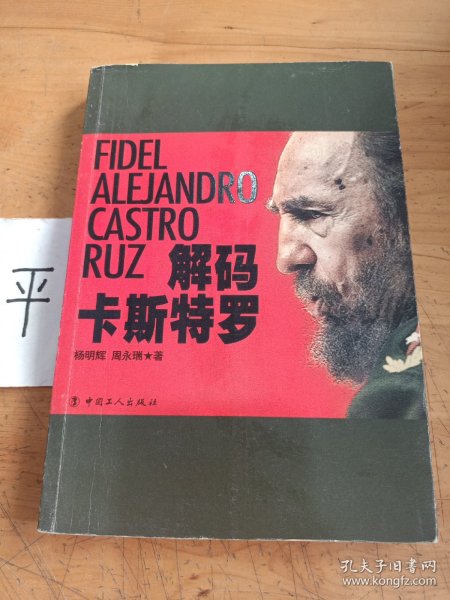 FIDEL
ALEJANDRO
CASTRO
RUZ
解码
卡斯特罗
杨明辉 周永瑞★著
中国工人出版社
平
孔夫子旧书网
www.kongfz.com